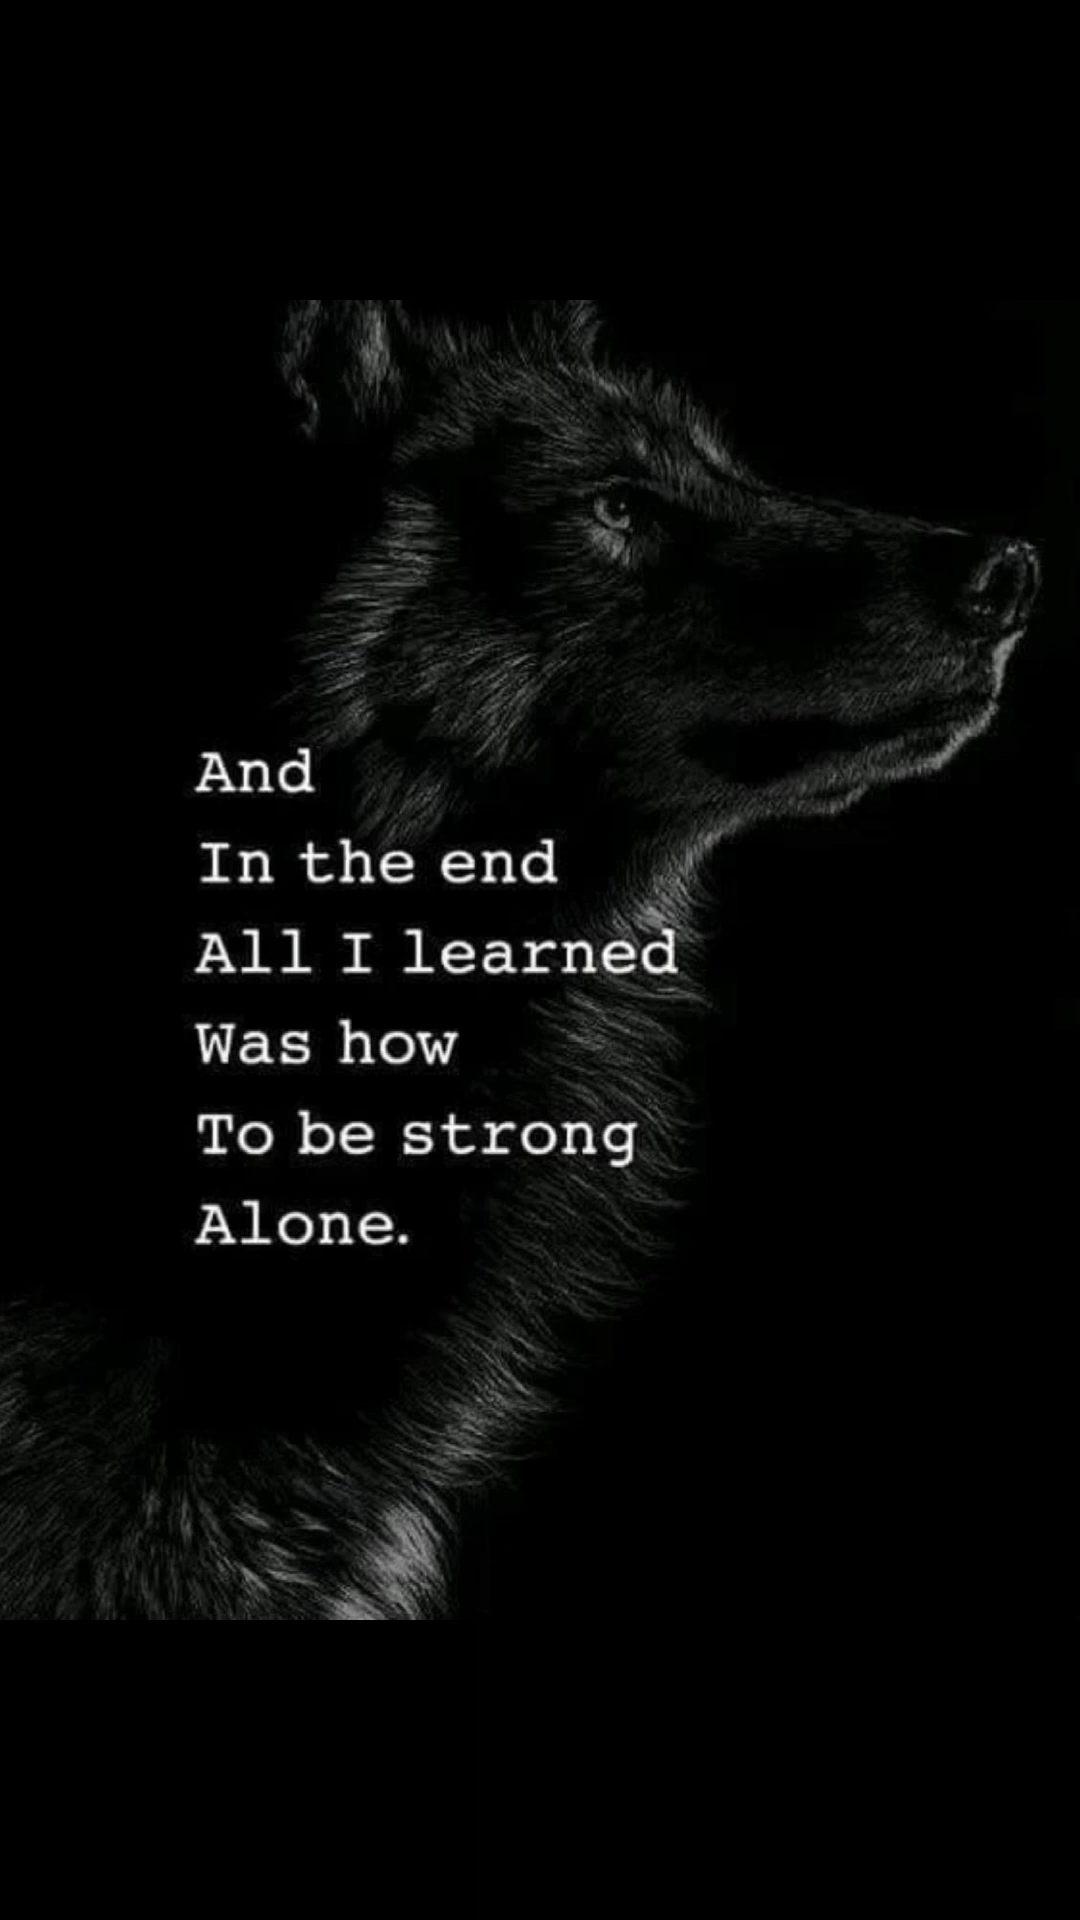 And
In the end
All I learned
Was how
To be strong
Alone.